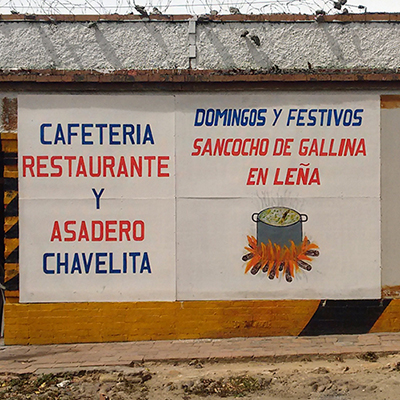 CAFETERIA
RESTAURANTE
Y
ASADERO
CHAVELITA
DOMINGOS Y FESTIVOS
SANCOCHO DE GALLINA
EN LEÑA